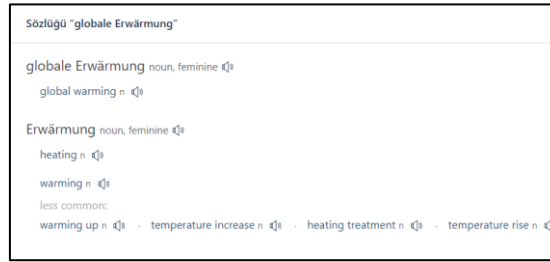 Sözlüğü "globale Erwärmung"
globale Erwärmung noun, feminine
global warming n
Erwärmung noun, feminine
heating n
warming n
less common:
warming up n · temperature increase n · heating treatment n · temperature rise n